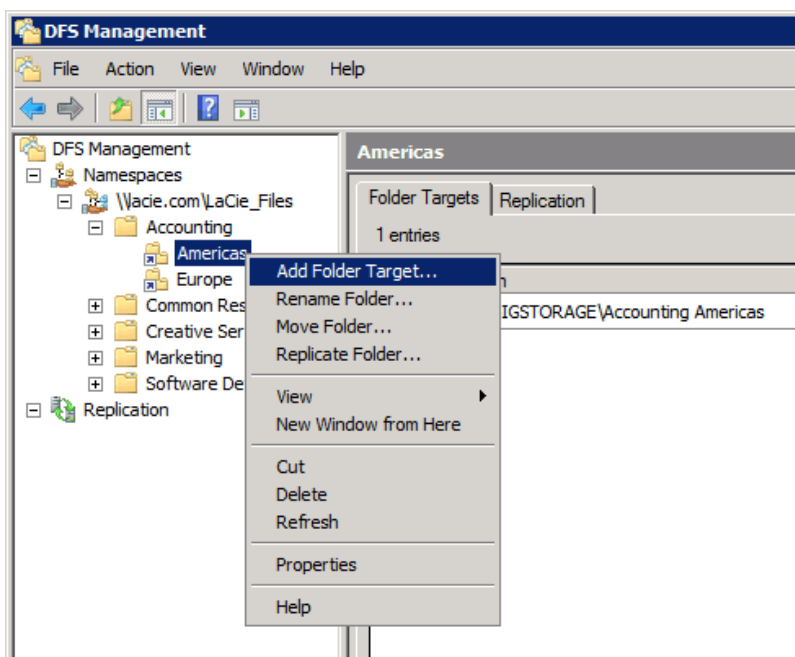 DFS Management
File Action View Window Help
DFS Management
Namespaces
\\lacie.com\LaCie_Files
Accounting
Americas
Europe
Common Res
Creative Ser
Marketing
Software De
Replication
Americas
Folder Targets Replication
1 entries
IGSTORAGE\Accounting Americas
Add Folder Target...
Rename Folder...
Move Folder...
Replicate Folder...
View
New Window from Here
Cut
Delete
Refresh
Properties
Help